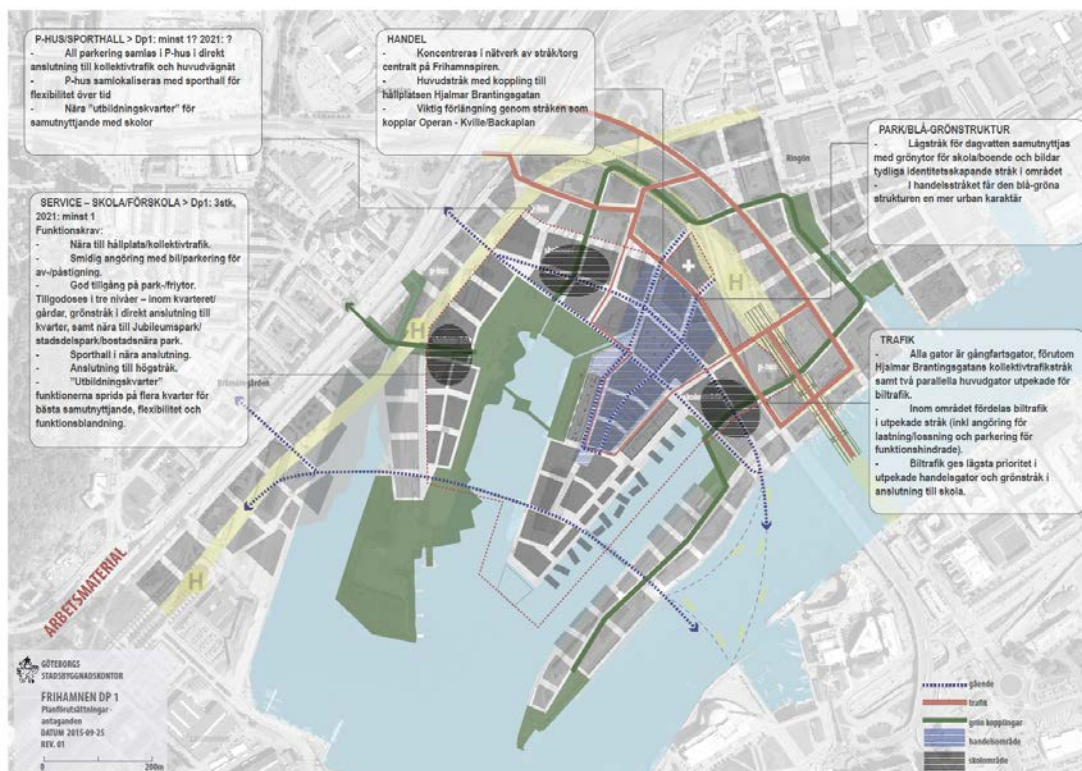 P-HUS/SPORTHALL > Dp1: minst 1? 2021: ?
- All parkering samlas i P-hus i direkt
anslutning till kollektivtrafik och huvudvägnät
- P-hus samlokaliseras med sporthall för
flexibilitet över tid
- Nära "utbildningskvarter" för
samutnyttjande med skolor
HANDEL
- Koncentreras i nätverk av stråk/torg
centralt på Frihamnspiren.
- Huvudstråk med koppling till
hållplatsen Hjalmar Brantingsgatan
- Viktig förlängning genom stråken som
kopplar Operan - Kville/Backaplan
PARK/BLÅ-GRÖNSTRUKTUR
- Lågstråk för dagvatten samutnyttjas
med grönytor för skola/boende och bildar
tydliga identitetsskapande stråk i området
- I handelsstråket får den blå-gröna
strukturen en mer urban karaktär
SERVICE – SKOLA/FÖRSKOLA > Dp1: 3stk,
2021: minst 1
Funktionskrav:
- Nära till hållplats/kollektivtrafik.
- Smidig angöring med bil/parkering för
av-/påstigning.
- God tillgång på park-/friytor.
Tillgodoses i tre nivåer – inom kvarteret/
gårdar, grönstråk i direkt anslutning till
kvarter, samt nära till Jubileumspark/
stadsdelspark/bostadsnära park.
- Sporthall i nära anslutning.
- Anslutning till högstråk.
- "Utbildningskvarter"
funktionerna sprids på flera kvarter för
bästa samutnyttjande, flexibilitet och
funktionsblandning.
TRAFIK
- Alla gator är gångfartsgator, förutom
Hjalmar Brantingsgatans kollektivtrafikstråk
samt två parallella huvudgator utpekade för
biltrafik.
- Inom området fördelas biltrafik
i utpekade stråk (inkl angöring för
lastning/lossning och parkering för
funktionshindrade).
- Biltrafik ges lägsta prioritet i
utpekade handelsgator och grönstråk i
anslutning till skola.
Ringön
H
H
H
p-hus
p-hus
ARBETSMATERIAL
GÖTEBORGS
STADSBYGGNADSKONTOR
FRIHAMNEN DP 1
Planförutsättningar-
antaganden
DATUM 2015-09-25
REV. 01
0 200m
gående
trafik
grön kopplingar
handelsområde
skolområde